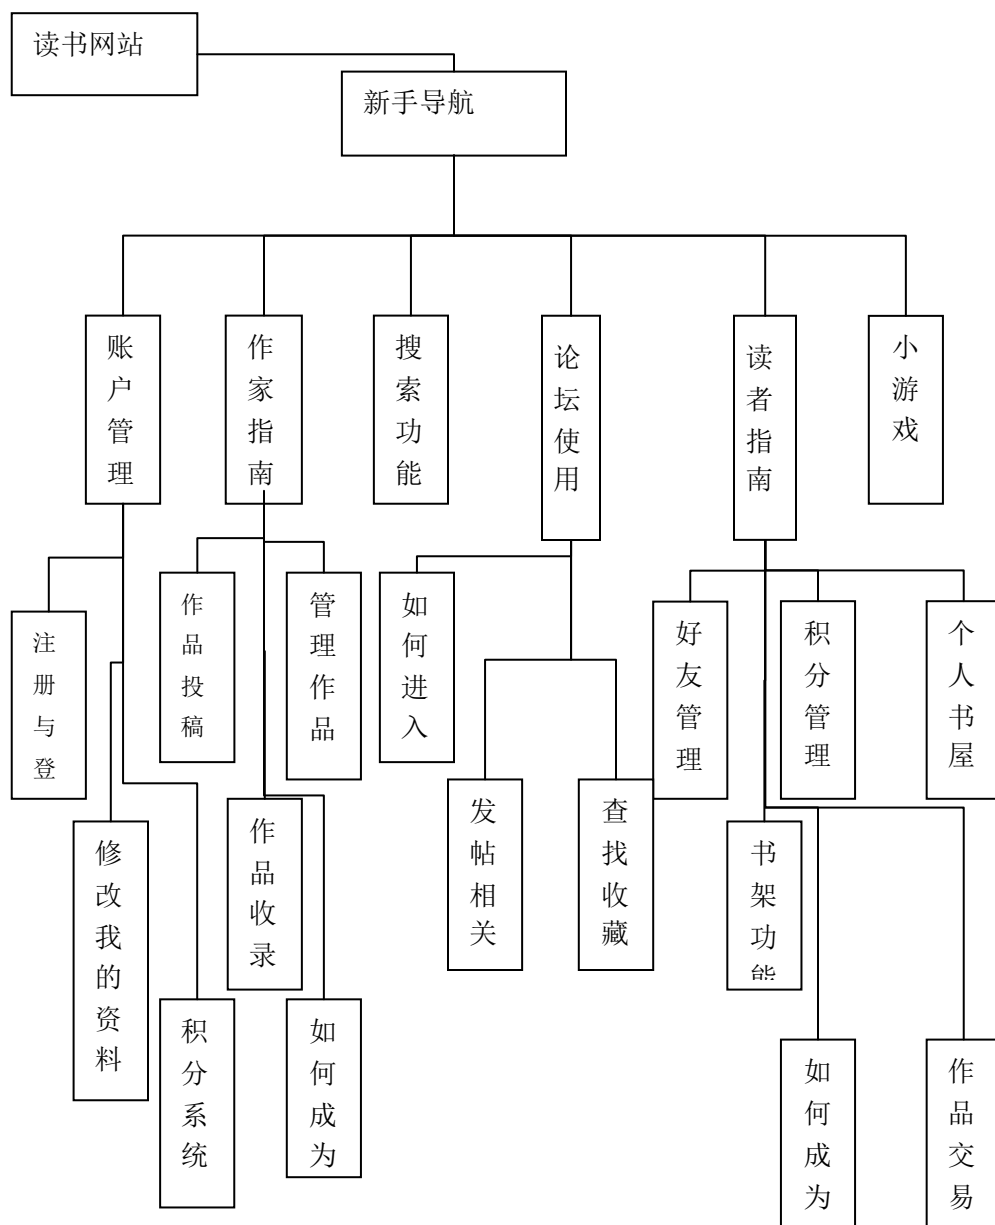 读书网站
新手导航
账户管理
作家指南
搜索功能
论坛使用
读者指南
小游戏
注册与登
作品投稿
管理作品
如何进入
好友管理
积分管理
个人书屋
修改我的资料
作品收录
发帖相关
查找收藏
书架功能
积分系统
如何成为
如何成为
作品交易